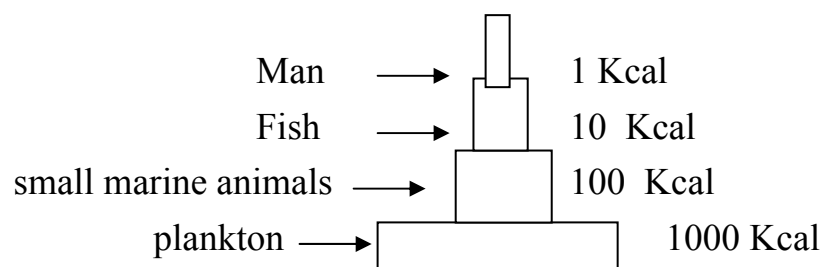 Man 1 Kcal
Fish 10 Kcal
small marine animals 100 Kcal
plankton 1000 Kcal